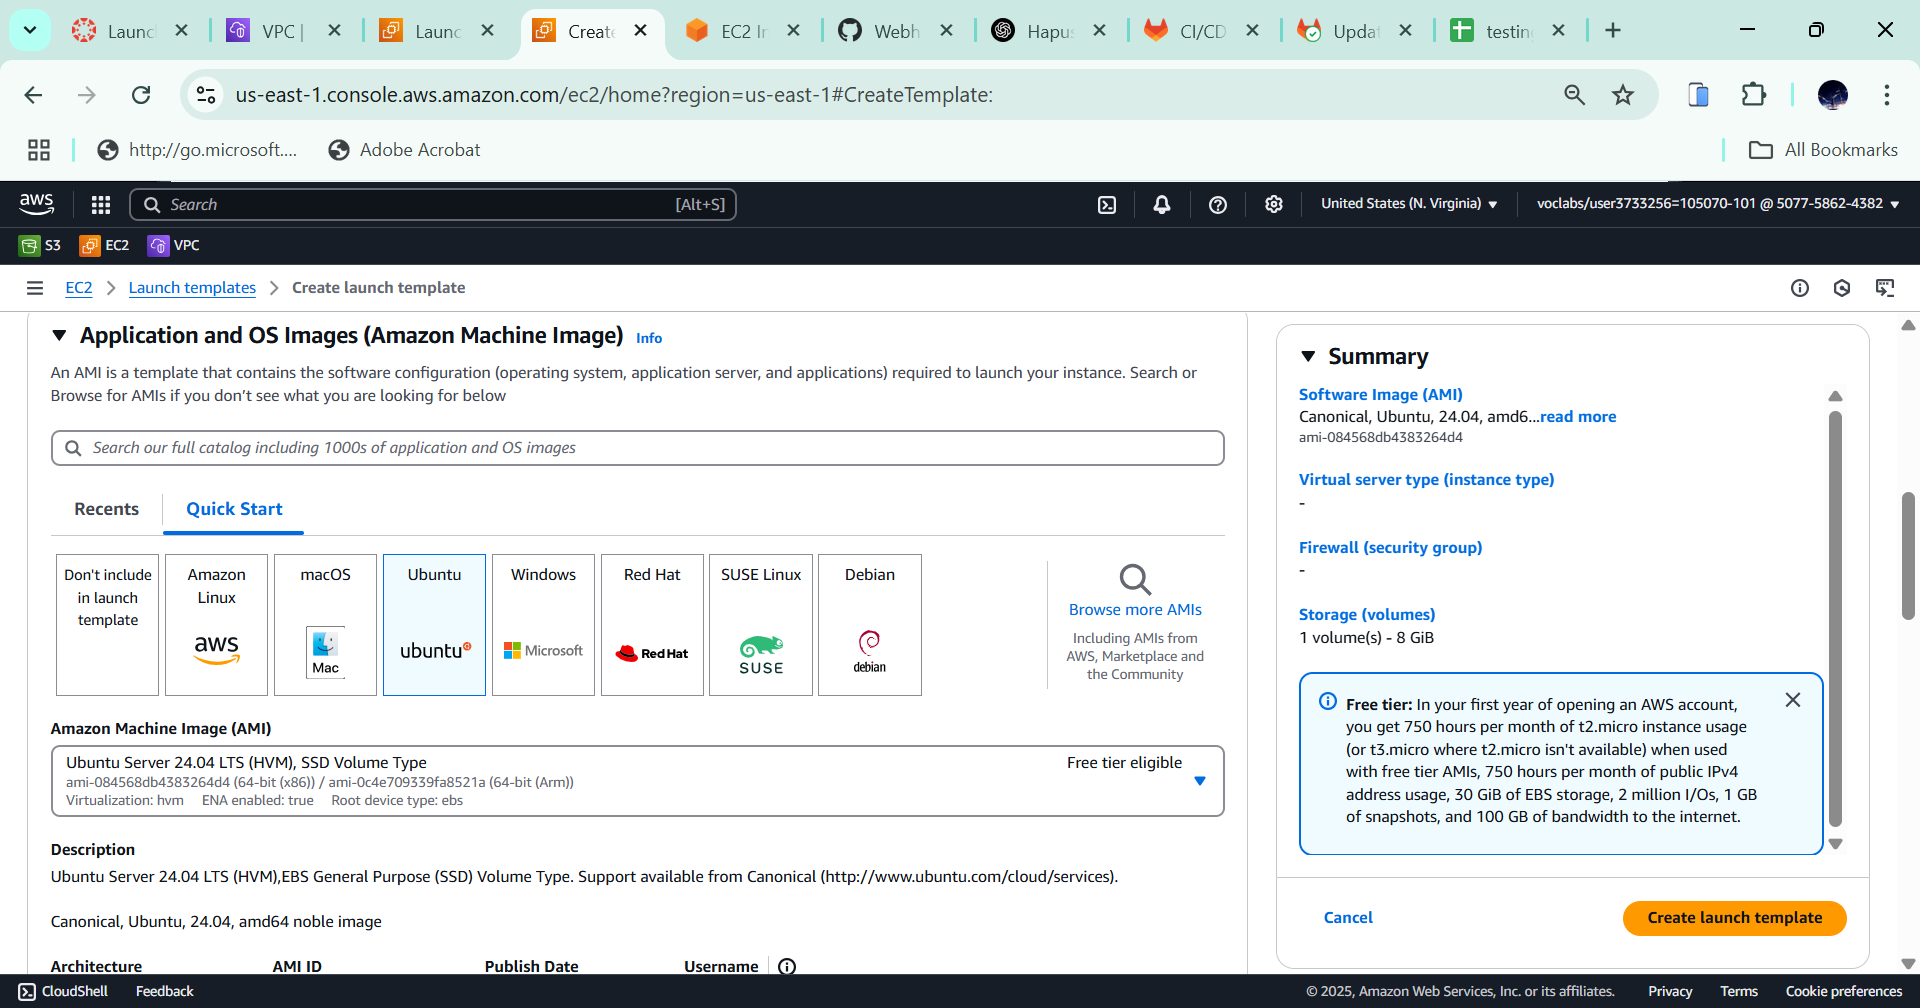 Launc
VPC |
Launc
Create
EC2 In
Webh
Hapus
CI/CD
Updat
testing
us-east-1.console.aws.amazon.com/ec2/home?region=us-east-1#CreateTemplate:
http://go.microsoft....
Adobe Acrobat
All Bookmarks
aws
Search
[Alt+S]
United States (N. Virginia)
voclabs/user3733256=105070-101 @ 5077-5862-4382
S3
EC2
VPC
EC2 > Launch templates > Create launch template
Application and OS Images (Amazon Machine Image) Info
An AMI is a template that contains the software configuration (operating system, application server, and applications) required to launch your instance. Search or
Browse for AMIs if you don’t see what you are looking for below
Search our full catalog including 1000s of application and OS images
Recents
Quick Start
Don't include
in launch
template
Amazon
Linux
aws
macOS
Mac
Ubuntu
ubuntu
Windows
Microsoft
Red Hat
Red Hat
SUSE Linux
SUSE
Debian
debian
Browse more AMIs
Including AMIs from
AWS, Marketplace and
the Community
Amazon Machine Image (AMI)
Ubuntu Server 24.04 LTS (HVM), SSD Volume Type
Free tier eligible
ami-084568db4383264d4 (64-bit (x86)) / ami-0c4e709339fa8521a (64-bit (Arm))
Virtualization: hvm ENA enabled: true Root device type: ebs
Description
Ubuntu Server 24.04 LTS (HVM),EBS General Purpose (SSD) Volume Type. Support available from Canonical (http://www.ubuntu.com/cloud/services).
Canonical, Ubuntu, 24.04, amd64 noble image
Architecture
AMI ID
Publish Date
Username
Summary
Software Image (AMI)
Canonical, Ubuntu, 24.04, amd6...read more
ami-084568db4383264d4
Virtual server type (instance type)
-
Firewall (security group)
-
Storage (volumes)
1 volume(s) - 8 GiB
Free tier: In your first year of opening an AWS account,
you get 750 hours per month of t2.micro instance usage
(or t3.micro where t2.micro isn't available) when used
with free tier AMIs, 750 hours per month of public IPv4
address usage, 30 GiB of EBS storage, 2 million I/Os, 1 GB
of snapshots, and 100 GB of bandwidth to the internet.
Cancel
Create launch template
CloudShell
Feedback
© 2025, Amazon Web Services, Inc. or its affiliates.
Privacy
Terms
Cookie preferences